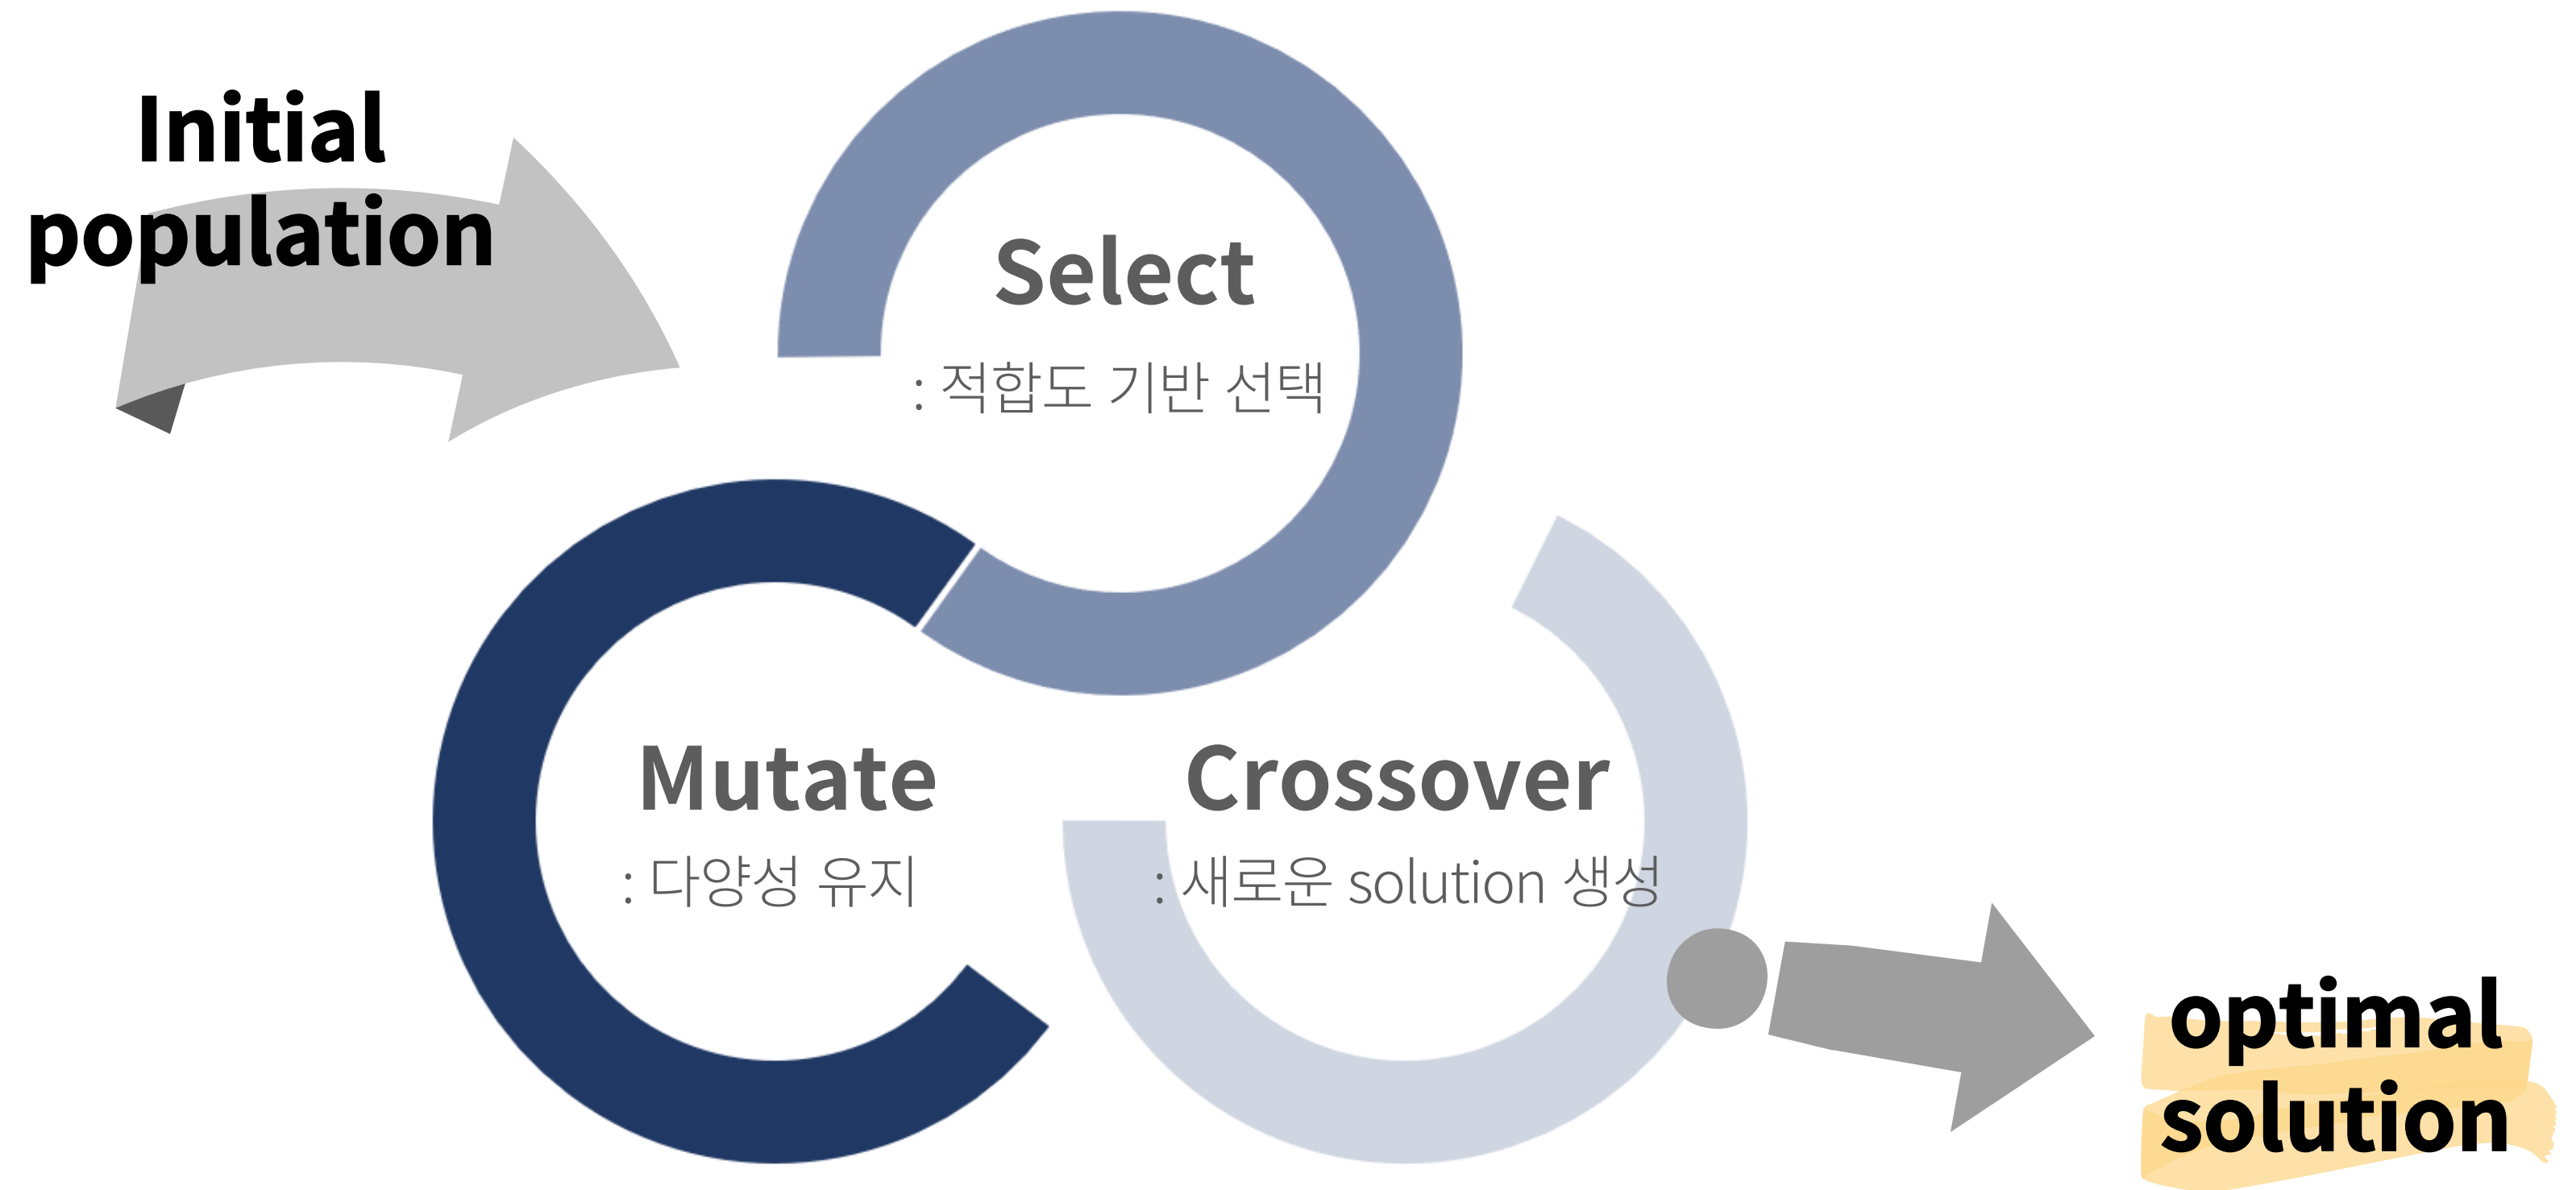 Initial
population
Select
: 적합도 기반 선택
Mutate
: 다양성 유지
Crossover
: 새로운 solution 생성
optimal
solution